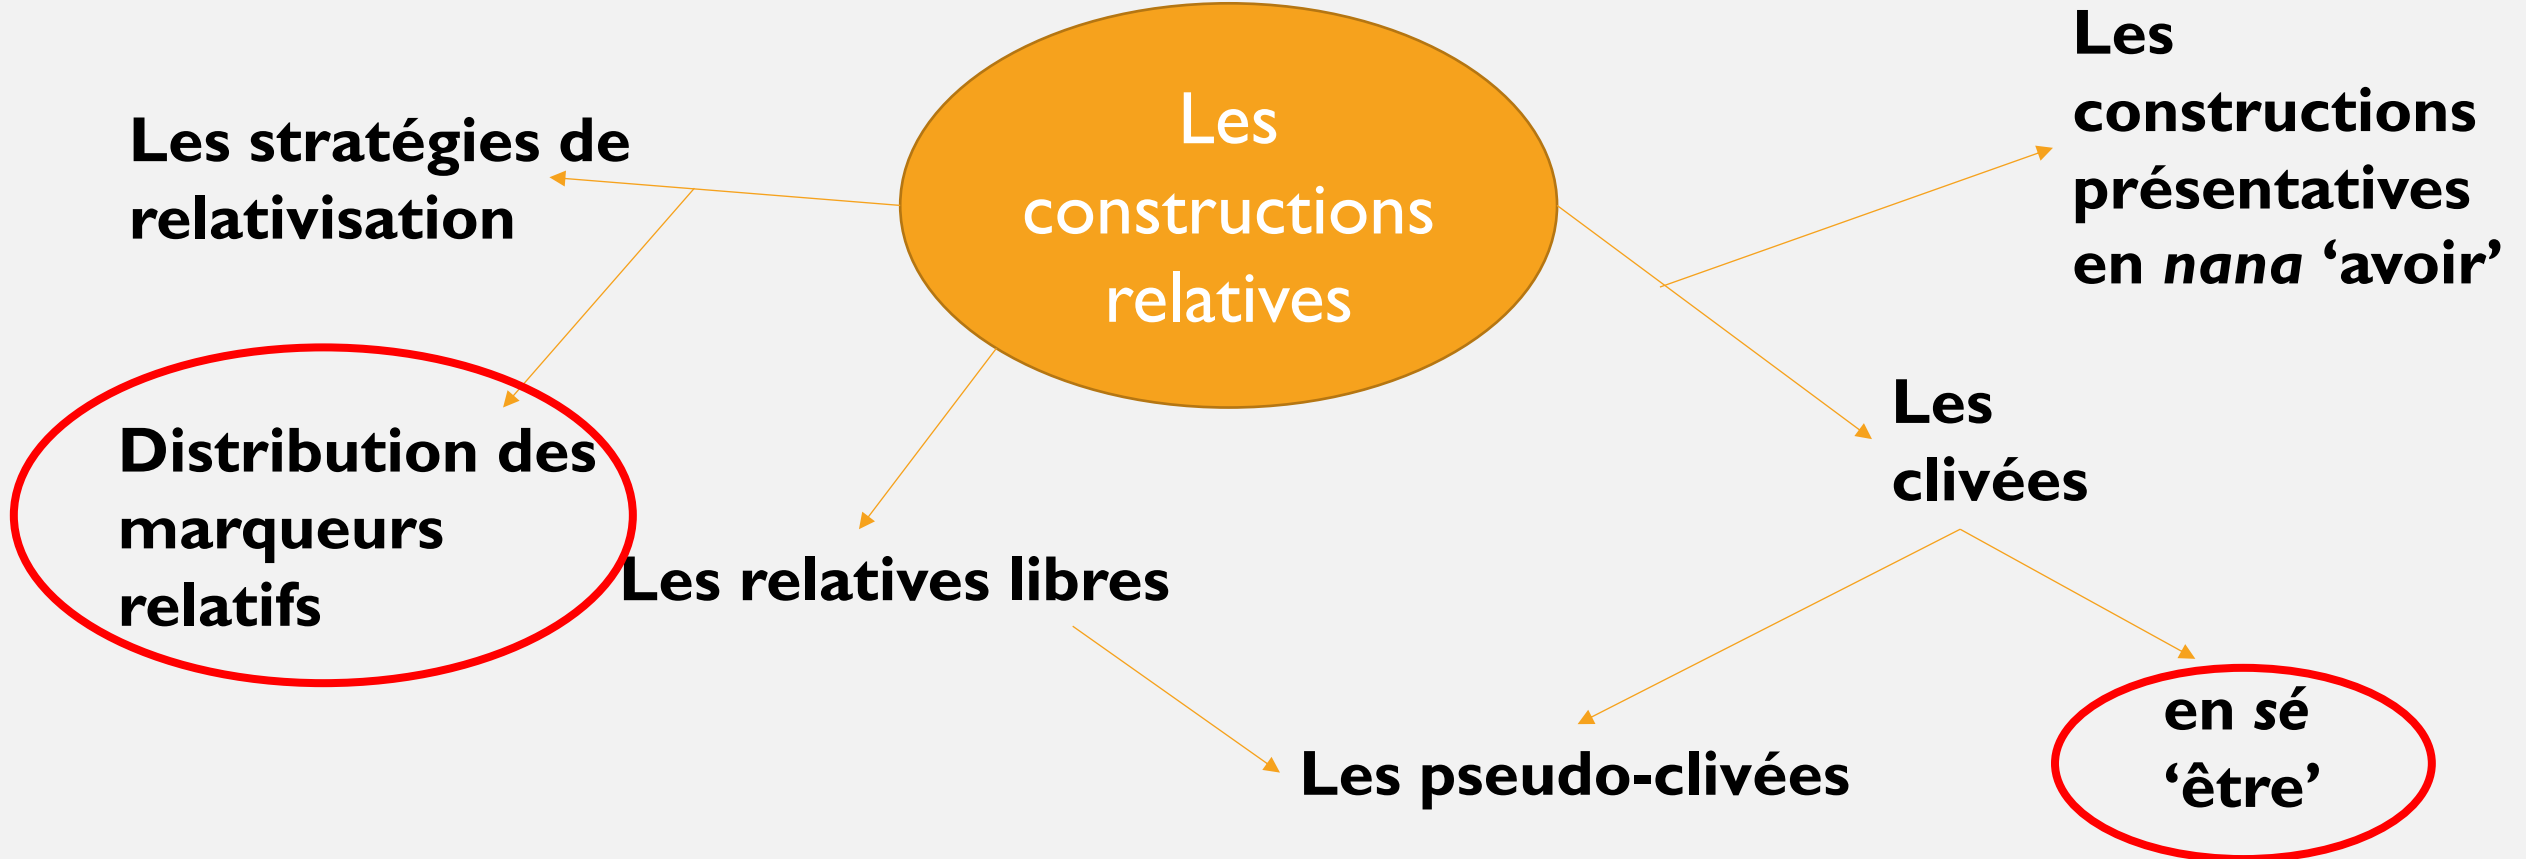 Les
constructions
relatives
Les stratégies de
relativisation
Distribution des
marqueurs
relatifs
Les relatives libres
Les pseudo-clivées
Les
constructions
présentatives
en nana ‘avoir’
Les
clivées
en sé
‘être’